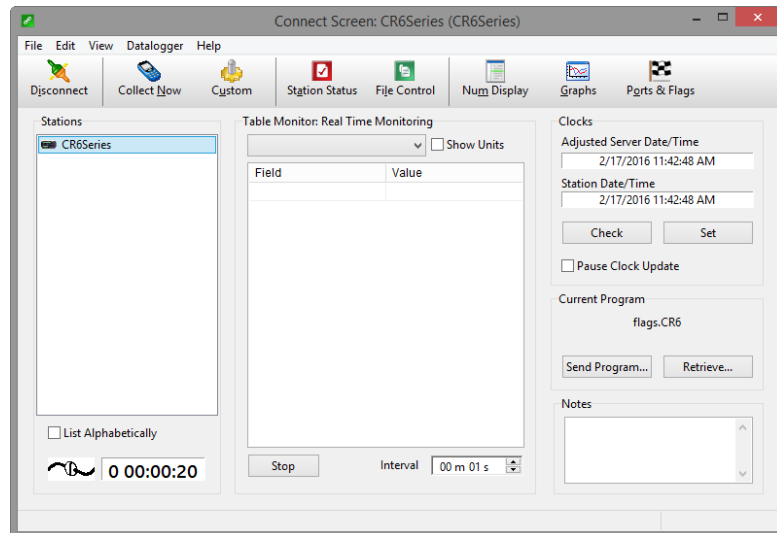 Connect Screen: CR6Series (CR6Series)
File Edit View Datalogger Help
Disconnect Collect Now Custom Station Status File Control Num Display Graphs Ports & Flags
Stations
CR6Series
List Alphabetically
0 00:00:20
Table Monitor: Real Time Monitoring
Show Units
Field Value
Stop Interval 00 m 01 s
Clocks
Adjusted Server Date/Time
2/17/2016 11:42:48 AM
Station Date/Time
2/17/2016 11:42:48 AM
Check Set
Pause Clock Update
Current Program
flags.CR6
Send Program... Retrieve...
Notes